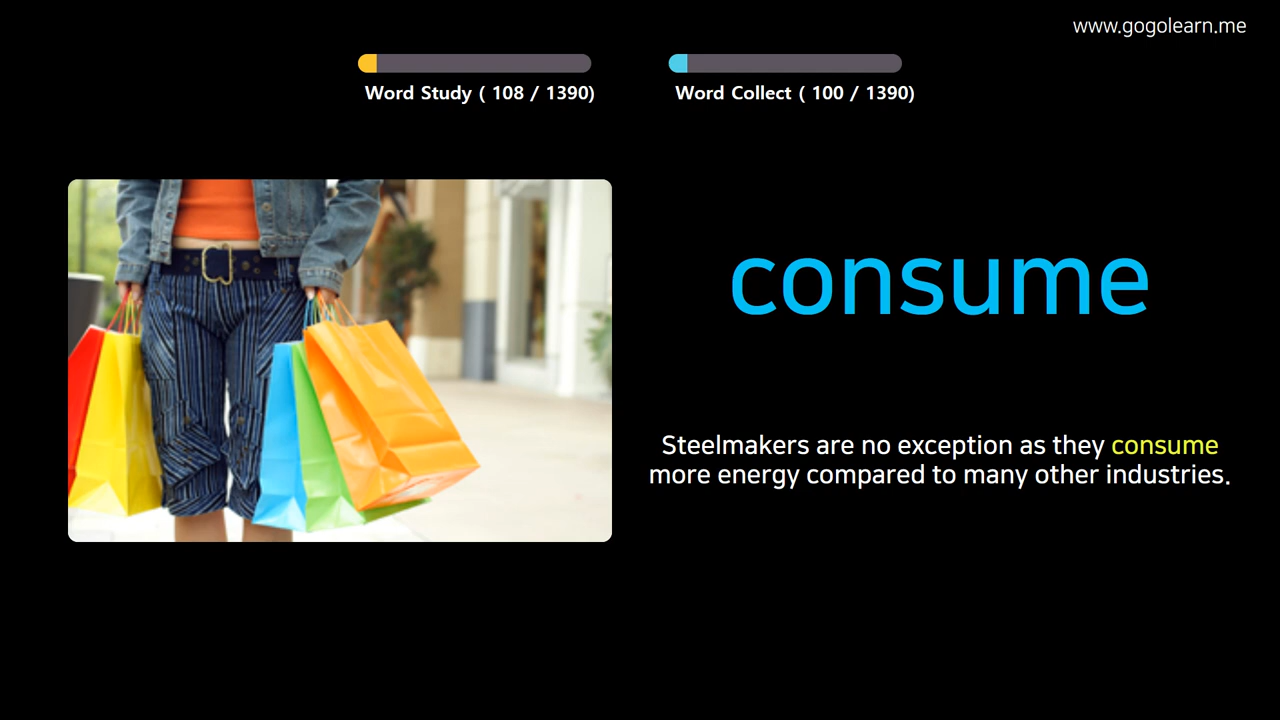 www.gogolearn.me
Word Study ( 108 / 1390)
Word Collect ( 100 / 1390)
consume
Steelmakers are no exception as they consume
more energy compared to many other industries.